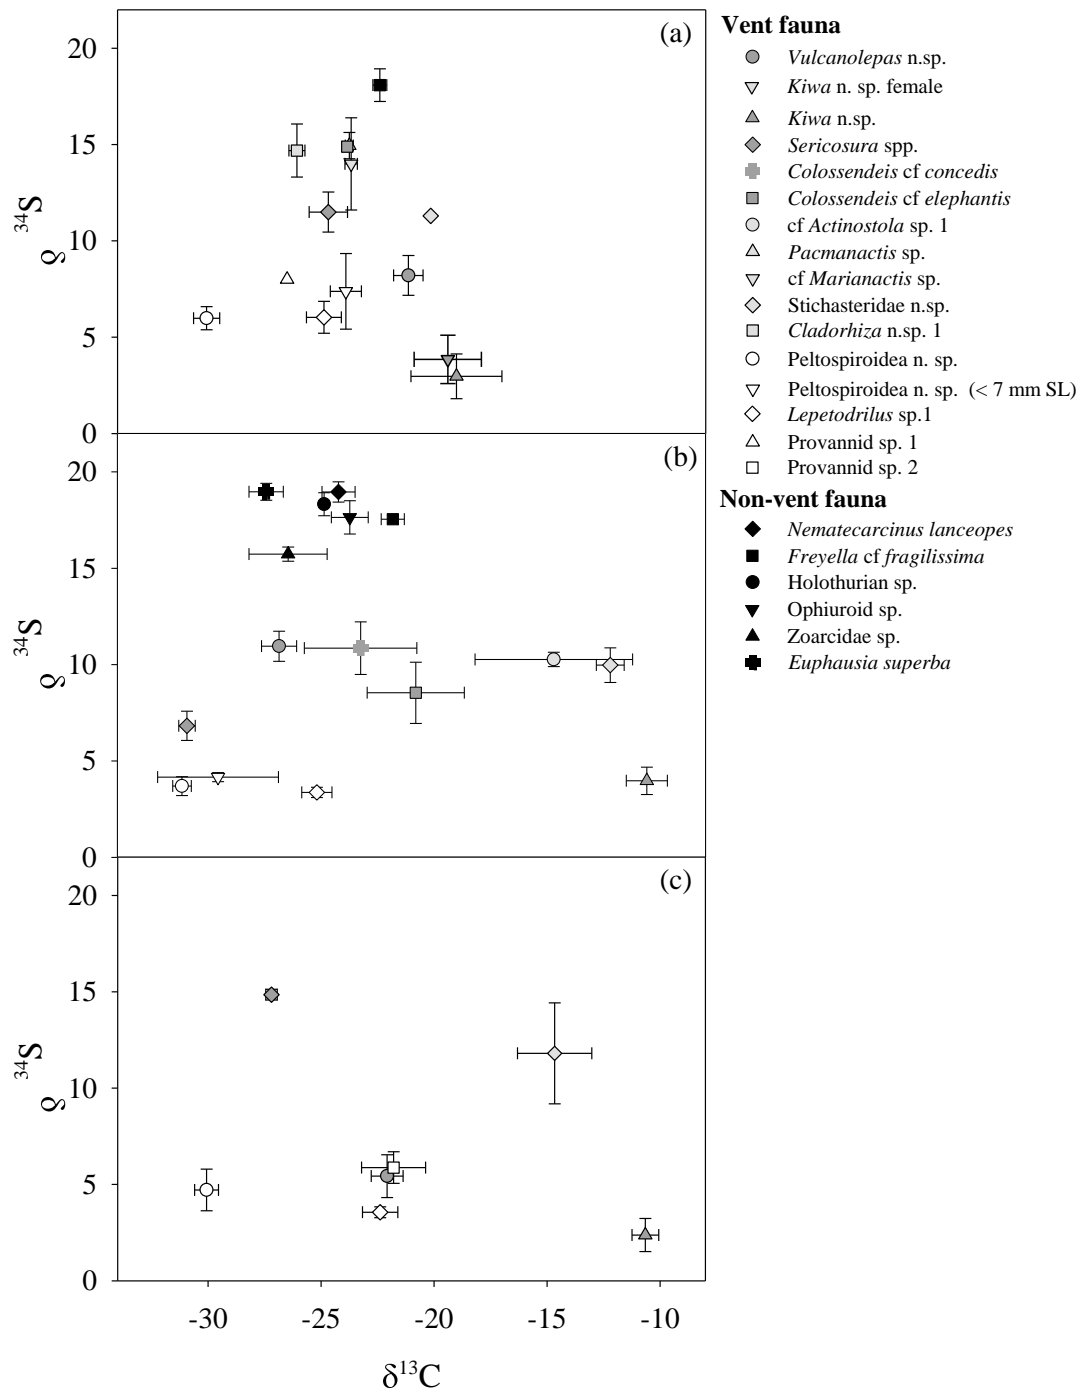 (a)
20
15
10
5
0
δ 34S
(b)
20
15
10
5
0
δ 34S
(c)
20
15
10
5
0
δ 34S
-30 -25 -20 -15 -10
δ13C
Vent fauna
Vulcanolepas n.sp.
Kiwa n. sp. female
Kiwa n.sp.
Sericosura spp.
Colossendeis cf concedis
Colossendeis cf elephantis
cf Actinostola sp. 1
Pacmanactis sp.
cf Marianactis sp.
Stichasteridae n.sp.
Cladorhiza n.sp. 1
Peltospiroidea n. sp.
Peltospiroidea n. sp. (< 7 mm SL)
Lepetodrilus sp.1
Provannid sp. 1
Provannid sp. 2
Non-vent fauna
Nematecarcinus lanceopes
Freyella cf fragilissima
Holothurian sp.
Ophiuroid sp.
Zoarcidae sp.
Euphausia superba